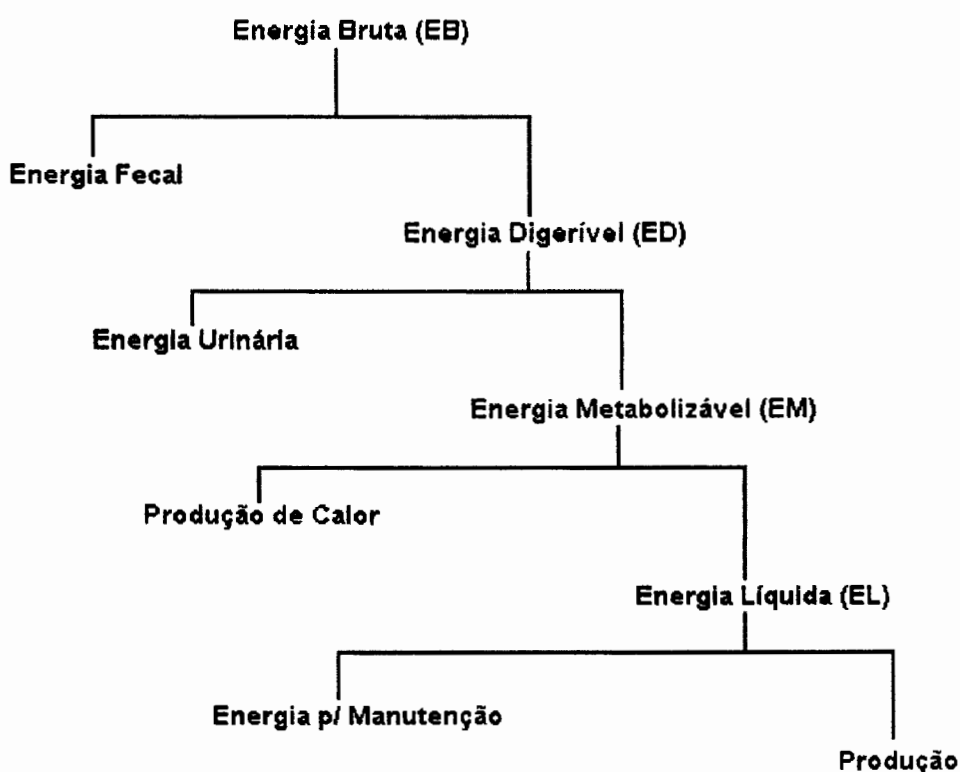 Energia Bruta (EB)
Energia Fecal
Energia Digerível (ED)
Energia Urinária
Energia Metabolizável (EM)
Produção de Calor
Energia Líquida (EL)
Energia p/ Manutenção
Produção